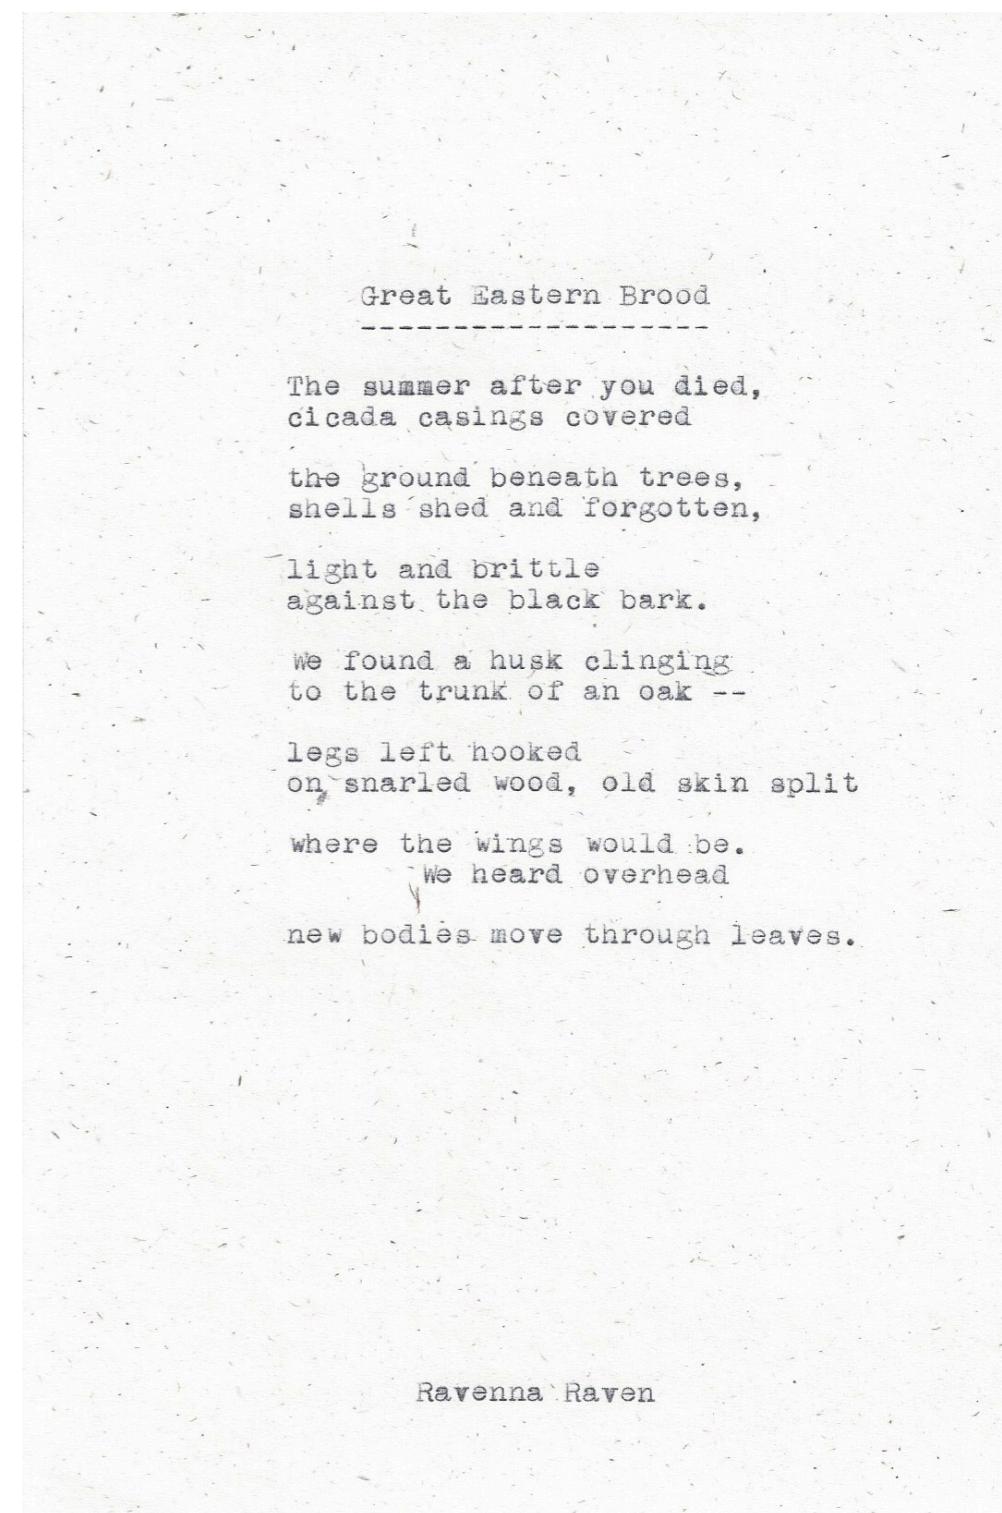 Great Eastern Brood
-------------------
The summer after you died,
cicada casings covered
the ground beneath trees,
shells shed and forgotten,
light and brittle
against the black bark.
We found a husk clinging
to the trunk of an oak --
legs left hooked
on snarled wood, old skin split
where the wings would be.
We heard overhead
new bodies move through leaves.
Ravenna Raven